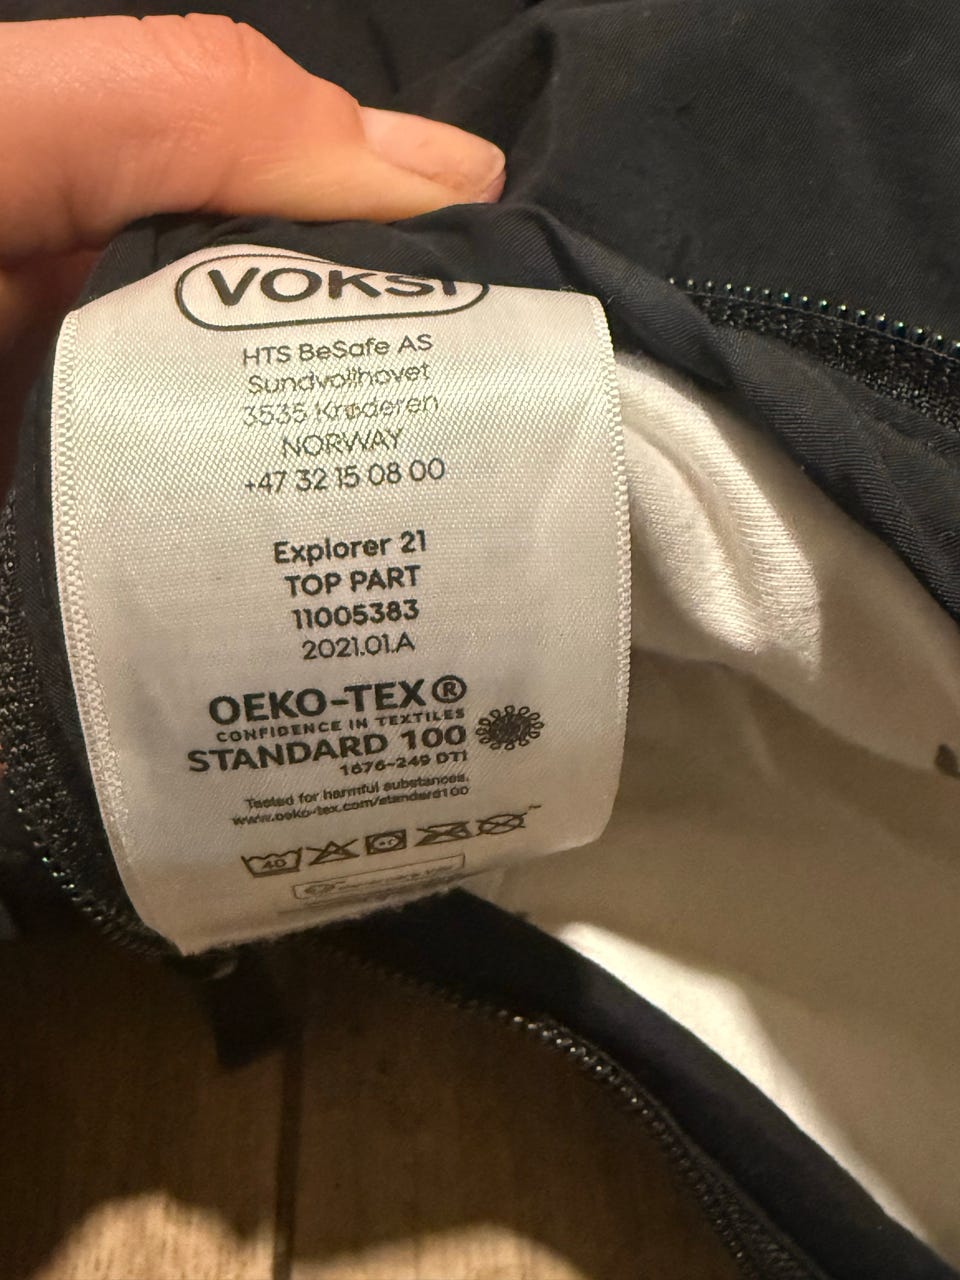 VOKSI
HTS BeSafe AS
Sundvollhovet
3535 Krøderen
NORWAY
+47 32 15 08 00
Explorer 21
TOP PART
11005383
2021.01.A
OEKO-TEX®
CONFIDENCE IN TEXTILES
STANDARD 100
1676-249 DTI
Tested for harmful substances.
www.oeko-tex.com/standard100
40